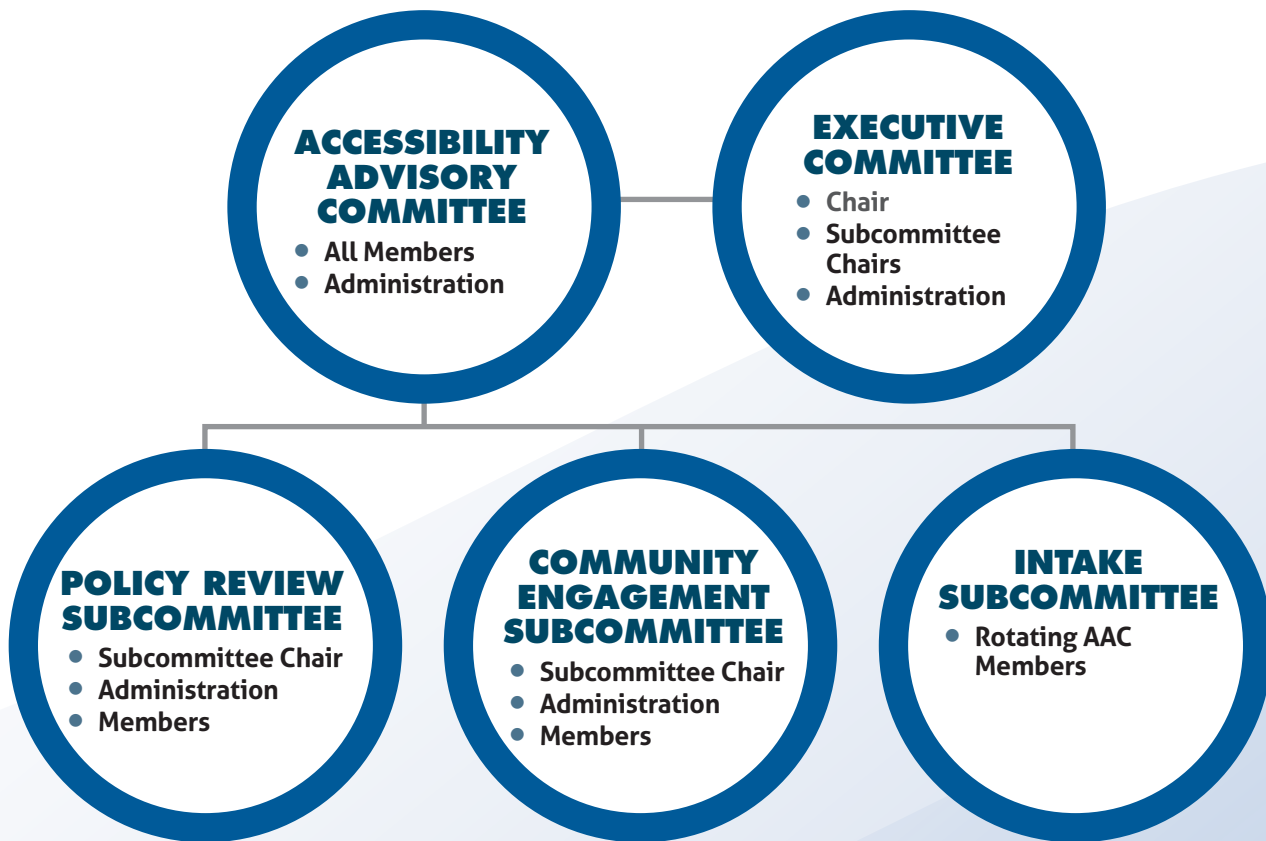 ACCESSIBILITY
ADVISORY
COMMITTEE
• All Members
• Administration
EXECUTIVE
COMMITTEE
• Chair
• Subcommittee
Chairs
• Administration
POLICY REVIEW
SUBCOMMITTEE
• Subcommittee Chair
• Administration
• Members
COMMUNITY
ENGAGEMENT
SUBCOMMITTEE
• Subcommittee Chair
• Administration
• Members
INTAKE
SUBCOMMITTEE
• Rotating AAC
Members